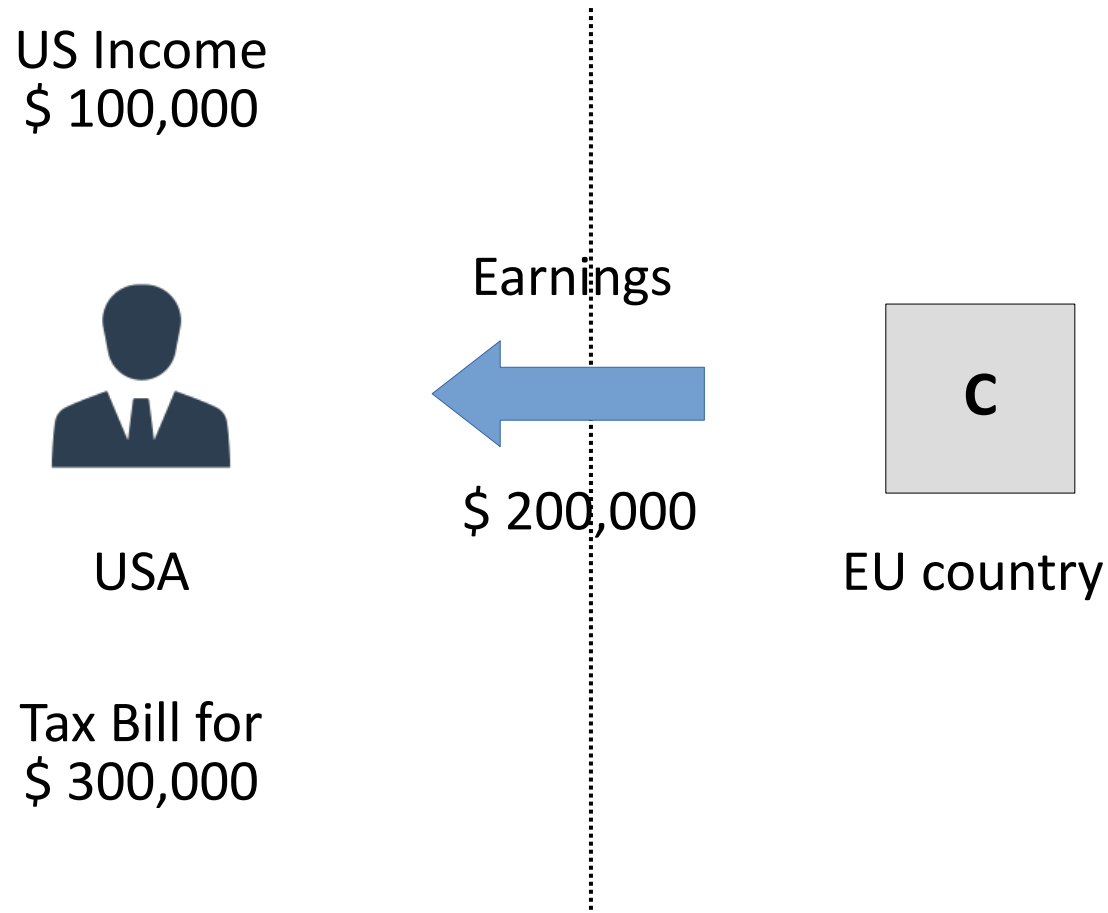 US Income
$ 100,000
Earnings
$ 200,000
C
USA
EU country
Tax Bill for
$ 300,000